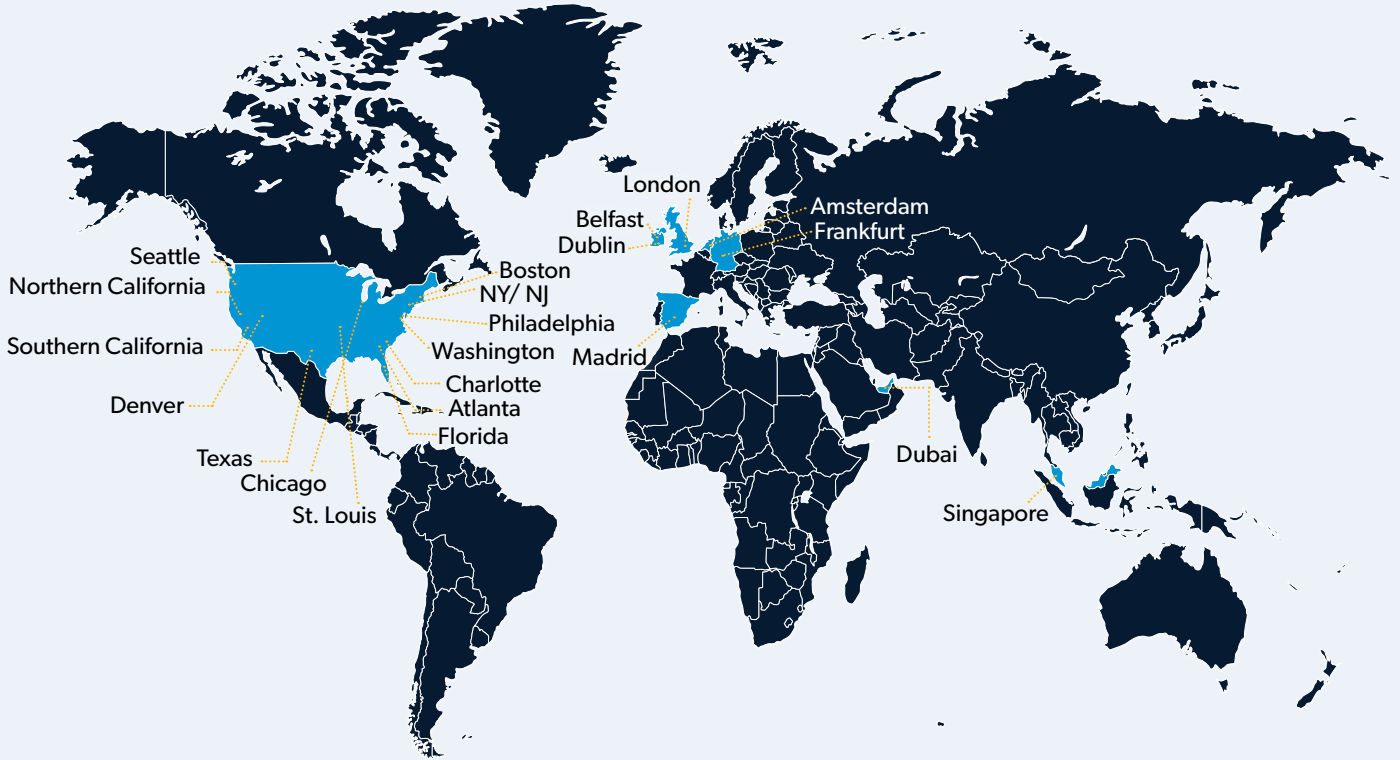 London
Belfast
Dublin
Amsterdam
Frankfurt
Seattle
Northern California
Southern California
Denver
Texas
Chicago
St. Louis
Boston
NY/ NJ
Philadelphia
Washington
Charlotte
Atlanta
Florida
Madrid
Dubai
Singapore